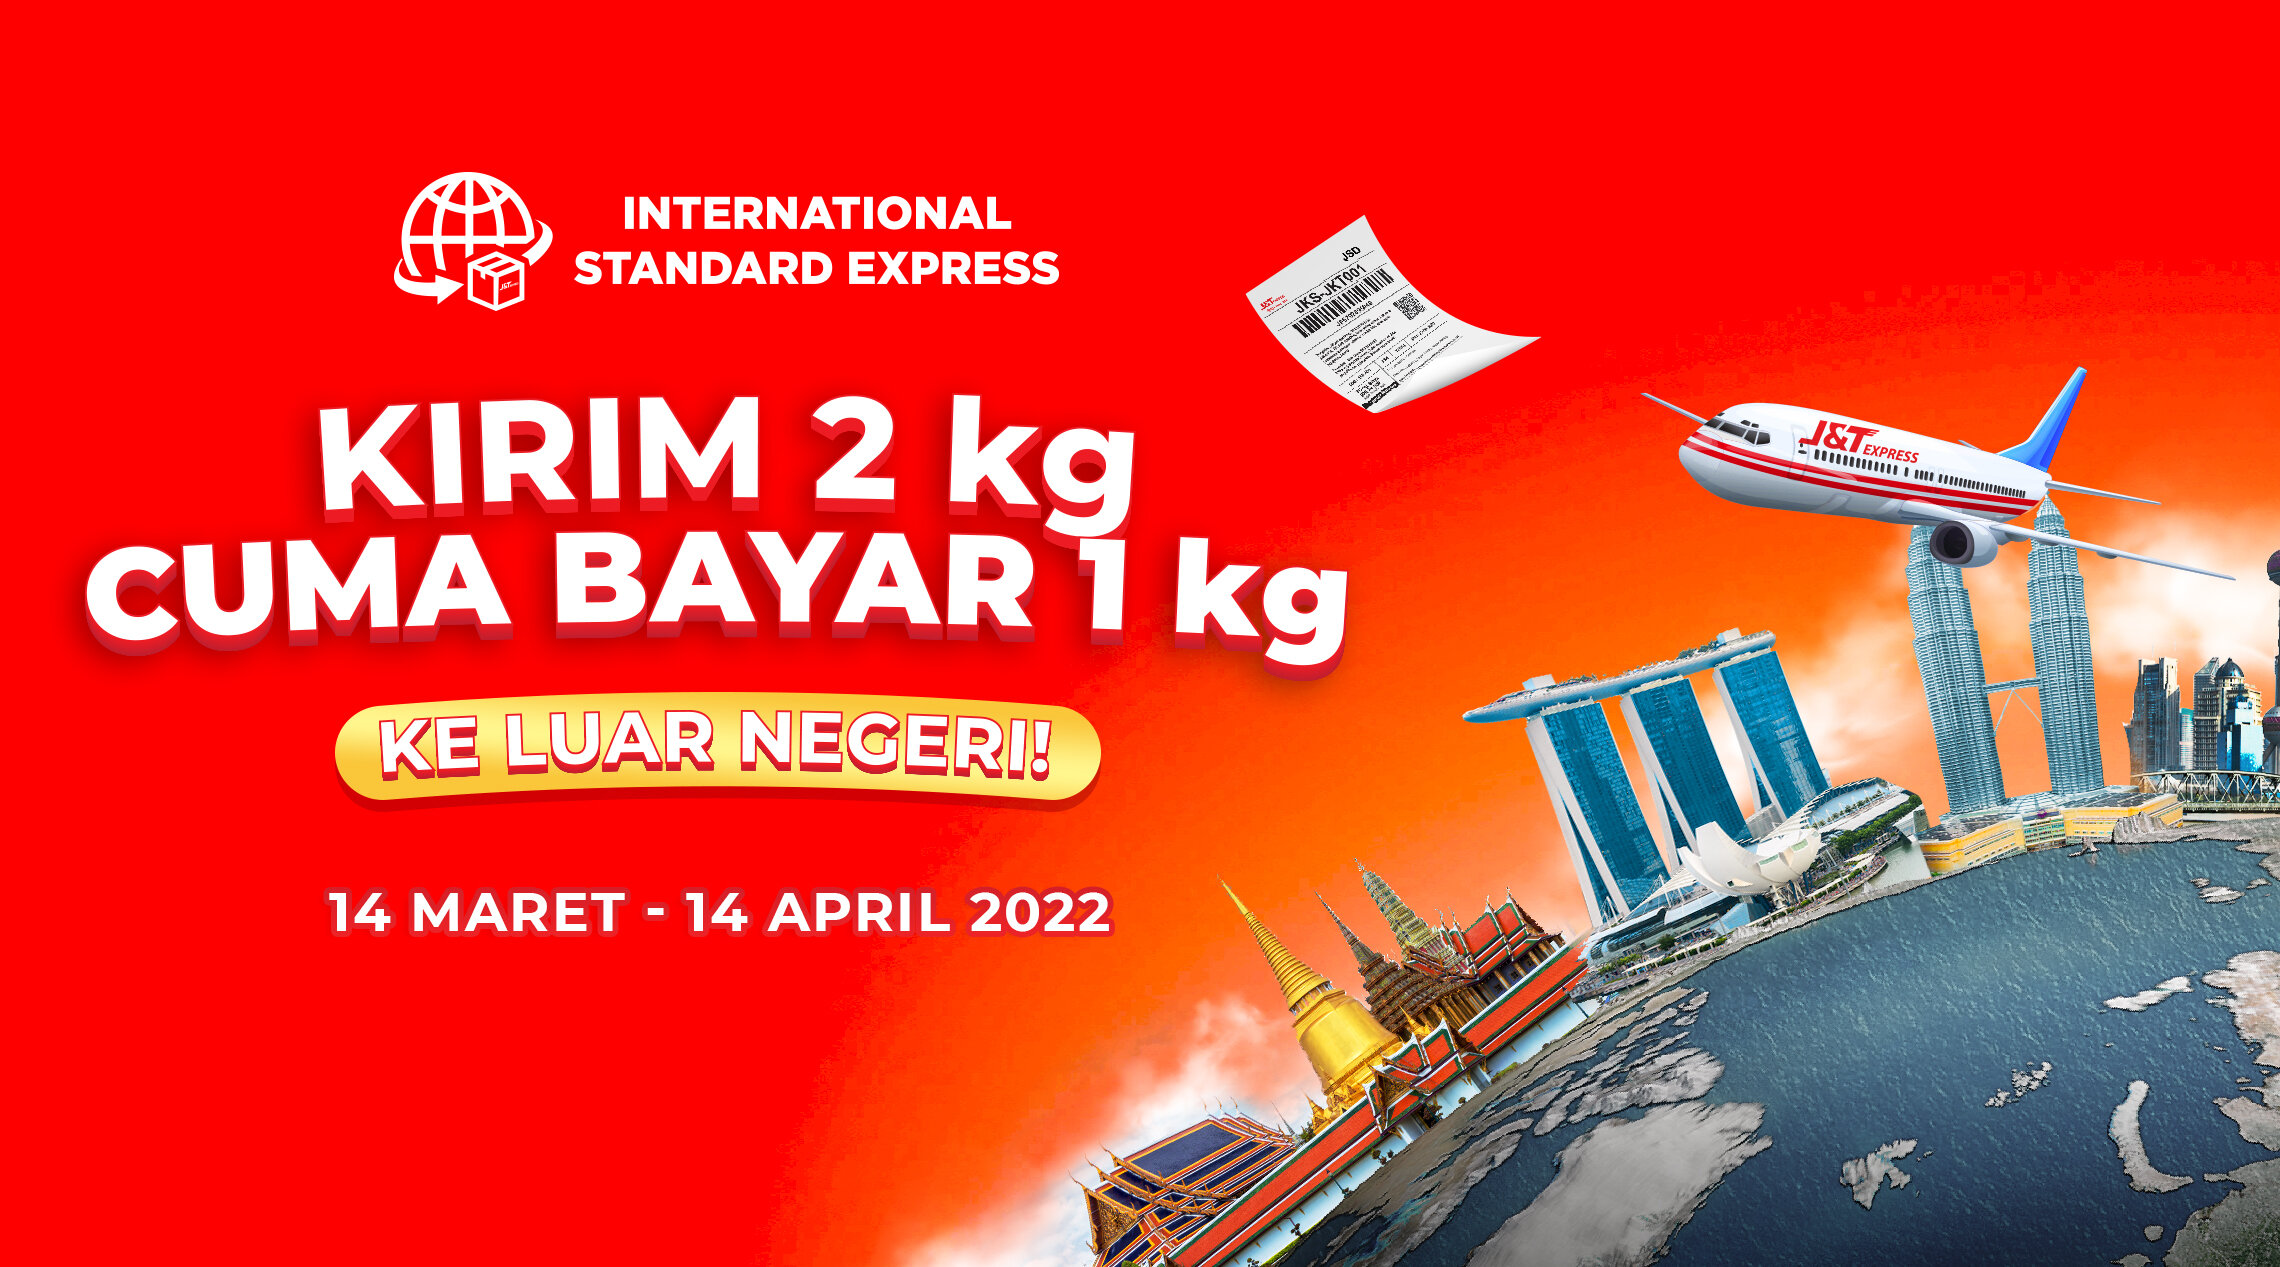 INTERNATIONAL
STANDARD EXPRESS
KIRIM 2 kg
CUMA BAYAR 1 kg
KE LUAR NEGERI!
14 MARET - 14 APRIL 2022
JSD
JKS-JKT001
J&T EXPRESS